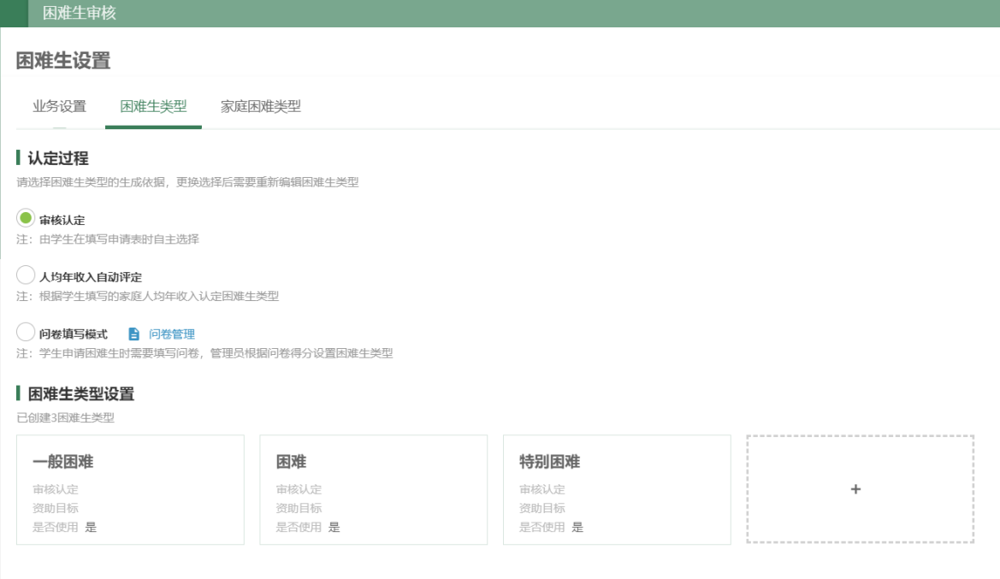 困难生审核
困难生设置
业务设置 困难生类型 家庭困难类型
认定过程
请选择困难生类型的生成依据，更换选择后需要重新编辑困难生类型
审核认定
注：由学生在填写申请表时自主选择
人均年收入自动评定
注：根据学生填写的家庭人均年收入认定困难生类型
问卷填写模式 问卷管理
注：学生申请困难生时需要填写问卷，管理员根据问卷得分设置困难生类型
困难生类型设置
已创建3困难生类型
一般困难 困难 特别困难
审核认定 审核认定 审核认定
资助目标 资助目标 资助目标
是否使用 是 是否使用 是 是否使用 是